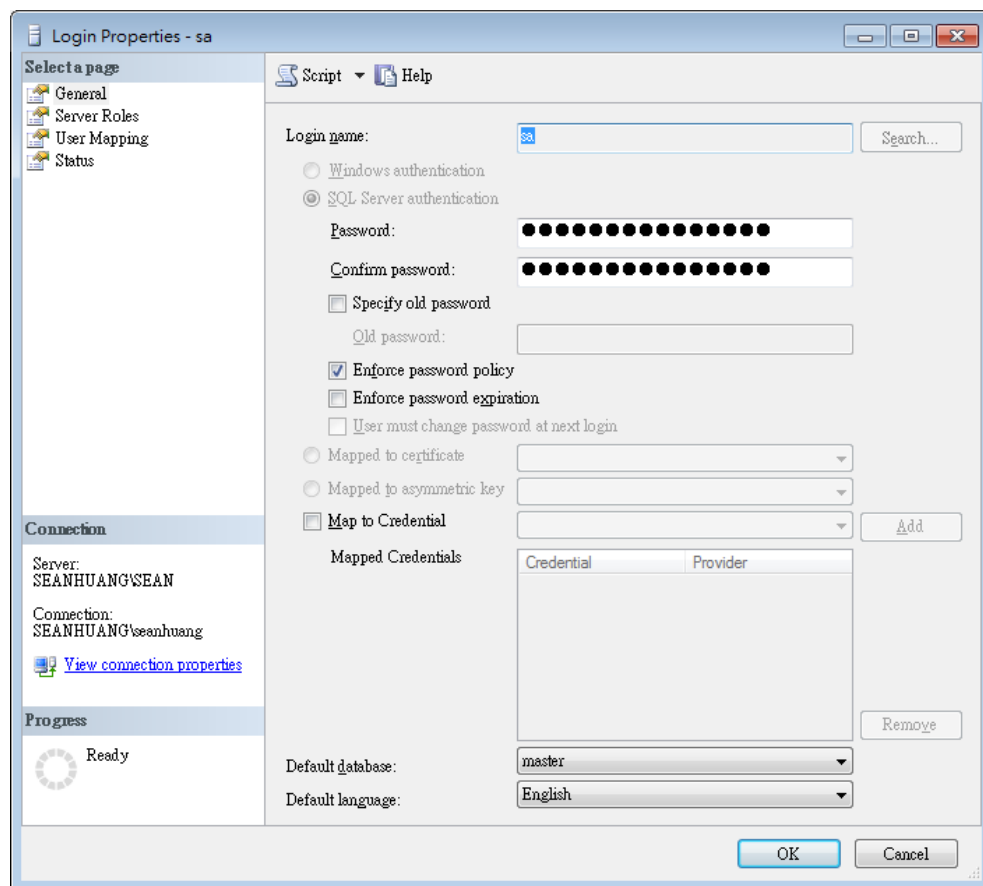 Login Properties - sa
Select a page
General
Server Roles
User Mapping
Status
Script Help
Login name: sa Search...
Windows authentication
SQL Server authentication
Password: ●●●●●●●●●●●●●●●
Confirm password: ●●●●●●●●●●●●●●●
Specify old password
Old password:
Enforce password policy
Enforce password expiration
User must change password at next login
Mapped to certificate
Mapped to asymmetric key
Map to Credential Add
Mapped Credentials Credential Provider
Remove
Default database: master
Default language: English
Connection
Server:
SEANHUANG\SEAN
Connection:
SEANHUANG\seanhuang
View connection properties
Progress
Ready
OK Cancel